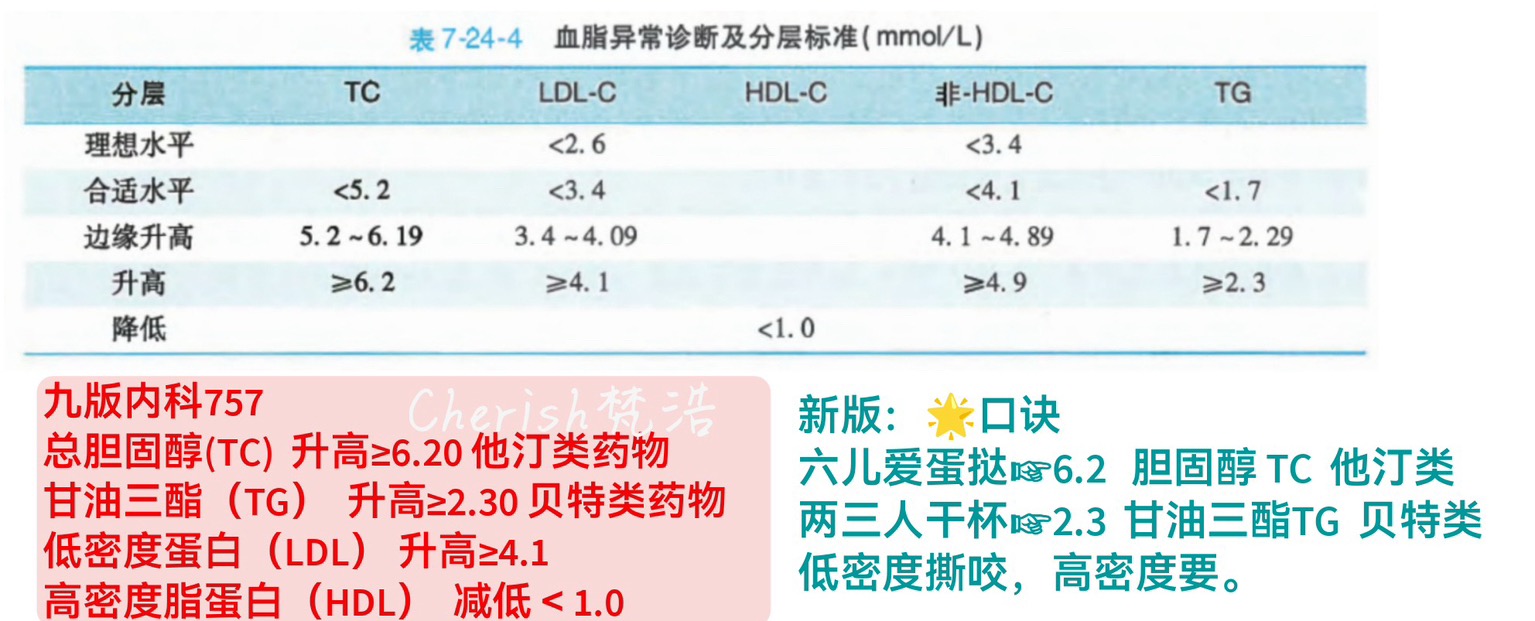 表 7-24-4 血脂异常诊断及分层标准(mmol/L)
分层 TC LDL-C HDL-C 非-HDL-C TG
理想水平 <2.6 <3.4
合适水平 <5.2 <3.4 <4.1 <1.7
边缘升高 5.2~6.19 3.4~4.09 4.1~4.89 1.7~2.29
升高 ≥6.2 ≥4.1 ≥4.9 ≥2.3
降低 <1.0
Cherish梵浩
九版内科757
总胆固醇(TC) 升高≥6.20 他汀类药物
甘油三酯（TG） 升高≥2.30 贝特类药物
低密度蛋白（LDL） 升高≥4.1
高密度脂蛋白（HDL） 减低 < 1.0
新版：🌟口诀
六儿爱蛋挞☞6.2 胆固醇 TC 他汀类
两三人干杯☞2.3 甘油三酯TG 贝特类
低密度撕咬，高密度要。